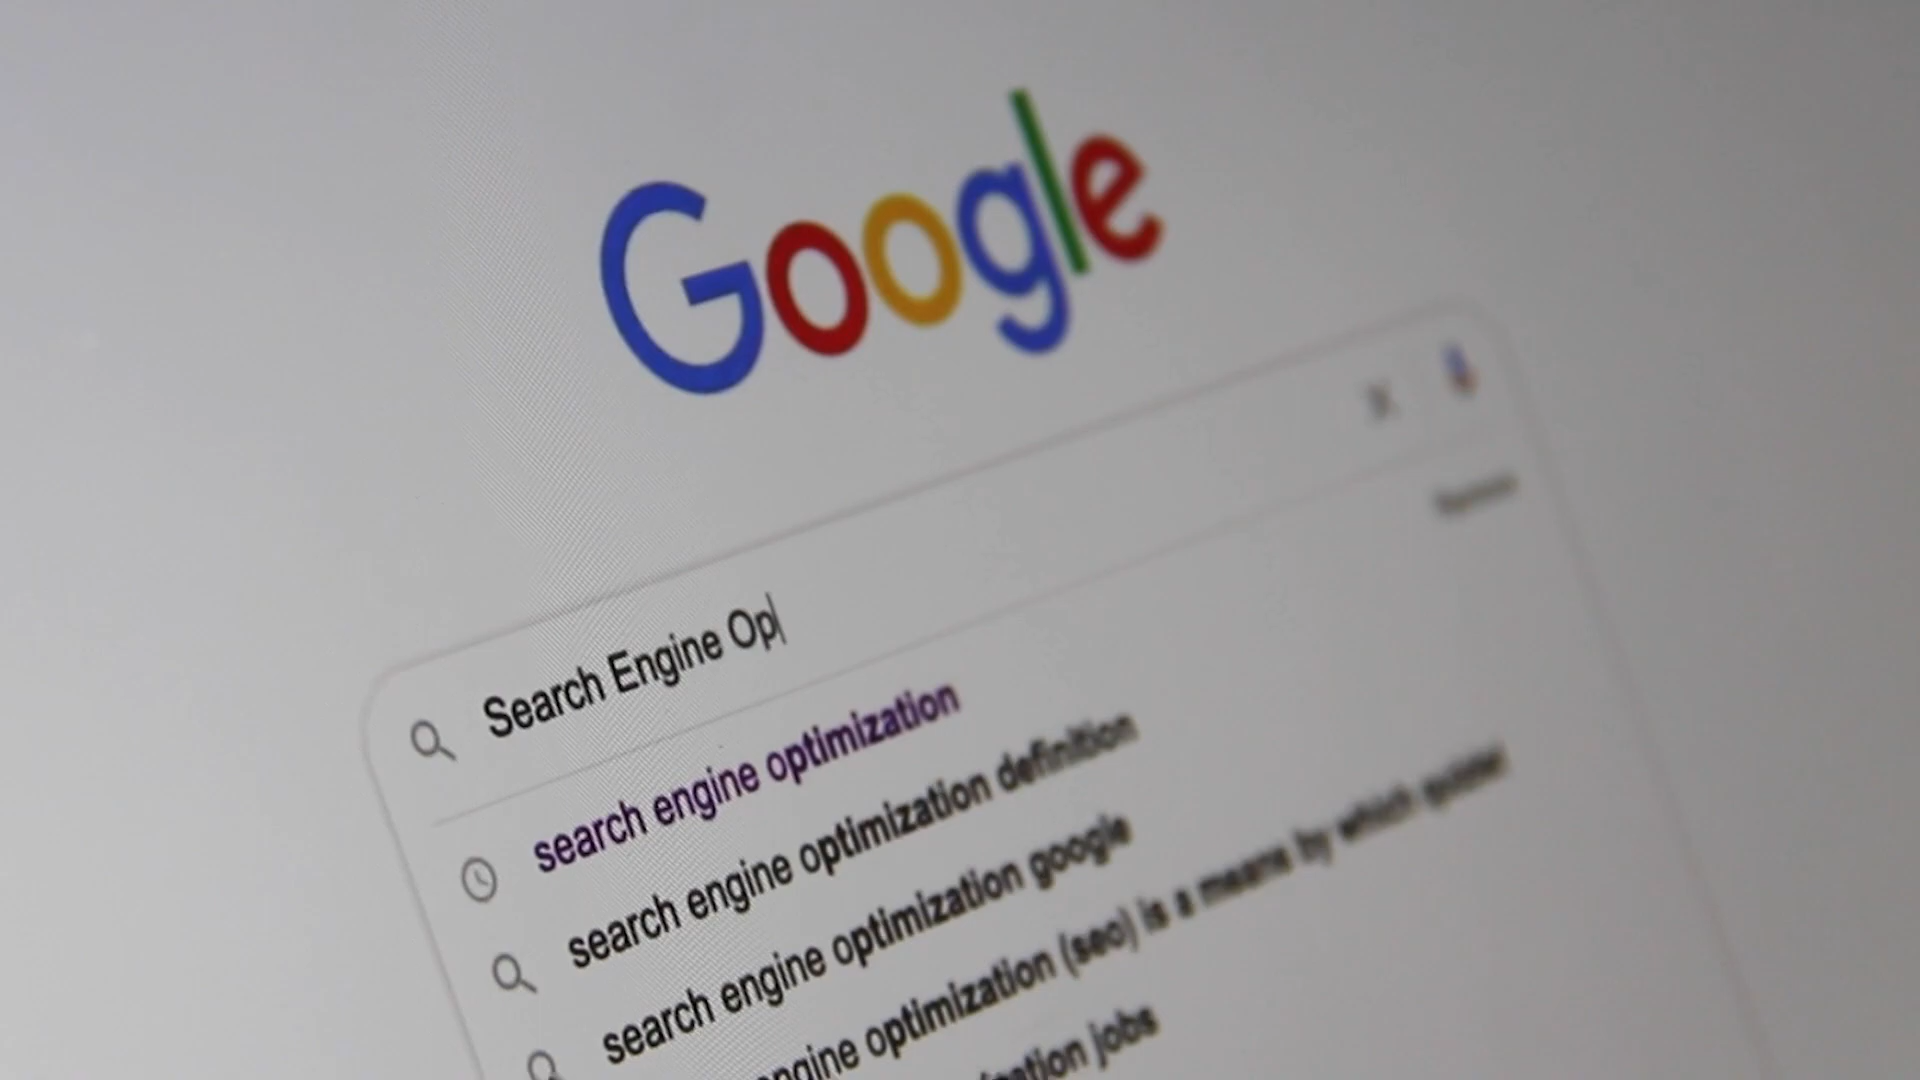 Google
Search Engine Op
search engine optimization
search engine optimization definition
search engine optimization google
engine optimization (seo) is a means by which
jobs